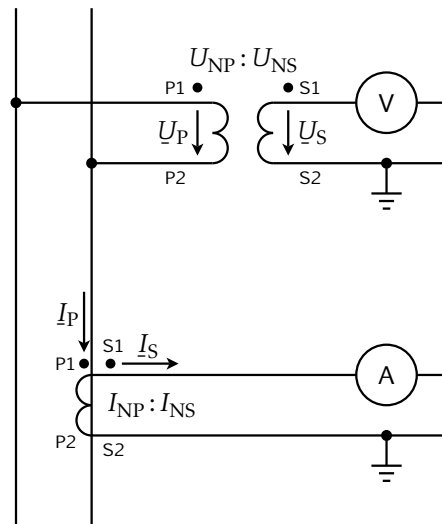 U_NP : U_NS
P1 S1
V
U_P U_S
P2 S2
I_P
S1 I_S
P1
A
I_NP : I_NS
P2 S2